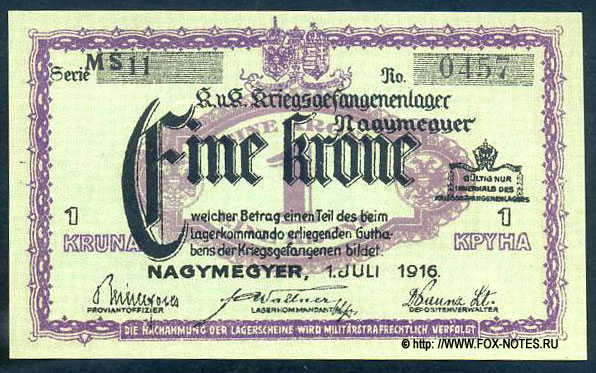 Serie MS11 No. 0457
K.u.K. Kriegsgefangenenlager
Nagymegyer
Eine Krone
GÜLTIG NUR
INNERHALB DES
KRIEGSGEFANGENENLAGERS
1 1
KRUNA КРУНА
welcher Betrag einen Teil des beim
Lagerkommando erliegenden Gutha-
bens der Kriegsgefangenen bildet.
NAGYMEGYER, 1. JULI 1916.
Wallner
PROVIANTOFFIZIER LAGERKOMMANDANT DEPOSITENVERWALTER
DIE NACHAHMUNG DER LAGERSCHEINE WIRD MILITÄRSTRAFRECHTLICH VERFOLGT
© http://www.FOX-NOTES.RU